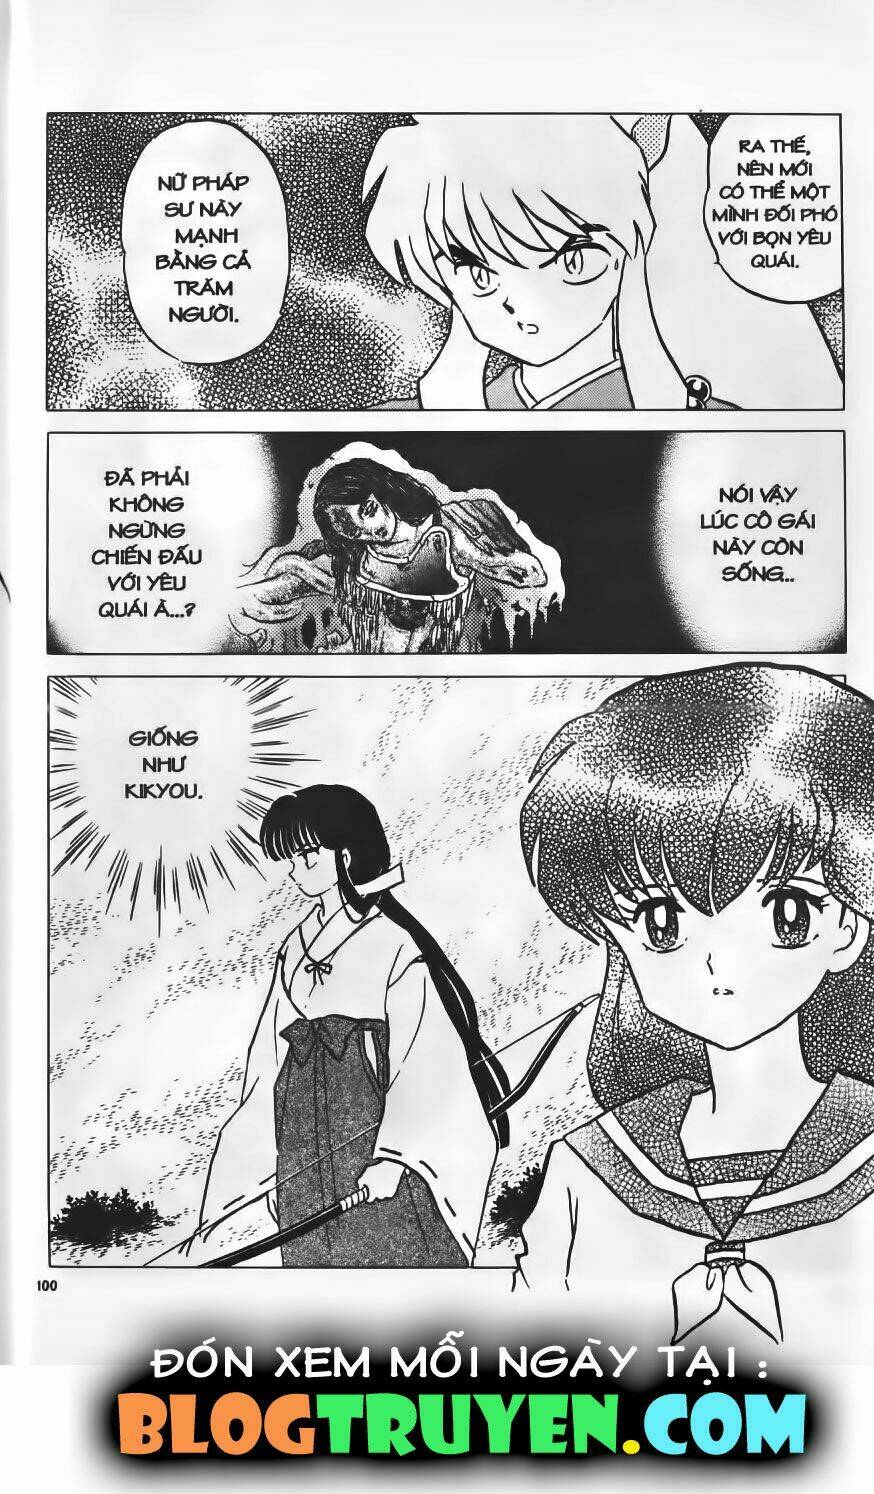 RA THẾ,
NÊN MỚI
CÓ THỂ MỘT
MÌNH ĐỐI PHÓ
VỚI BỌN YÊU
QUÁI.
NỮ PHÁP
SƯ NÀY
MẠNH
BẰNG CẢ
TRĂM
NGƯỜI.
NÓI VẬY
LÚC CÔ GÁI
NÀY CÒN
SỐNG...
ĐÃ PHẢI
KHÔNG
NGỪNG
CHIẾN ĐẤU
VỚI YÊU
QUÁI À...?
GIỐNG
NHƯ
KIKYOU.
100
ĐÓN XEM MỖI NGÀY TẠI :
BLOGTRUYEN.COM